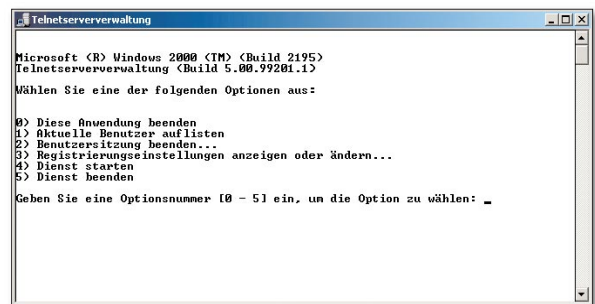 Telnetserververwaltung
Microsoft (R) Windows 2000 (TM) (Build 2195)
Telnetserververwaltung (Build 5.00.99201.1)
Wählen Sie eine der folgenden Optionen aus:
0) Diese Anwendung beenden
1) Aktuelle Benutzer auflisten
2) Benutzersitzung beenden...
3) Registrierungseinstellungen anzeigen oder ändern...
4) Dienst starten
5) Dienst beenden
Geben Sie eine Optionsnummer [0 - 5] ein, um die Option zu wählen: _